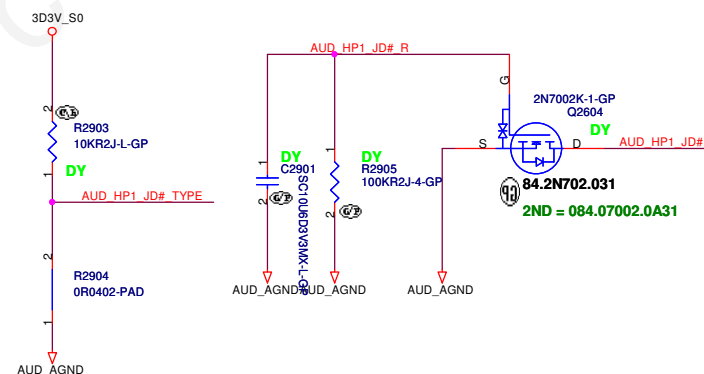 3D3V_S0
2
R2903
10KR2J-L-GP
DY
1
AUD_HP1_JD#_TYPE
2
R2904
0R0402-PAD
1
AUD_AGND
AUD_HP1_JD#_R
1
DY
C2901
SC10U6D3V3MX-L-GP
2
G/P
AUD_AGND
1
DY
R2905
100KR2J-4-GP
2
G/P
AUD_AGND
G
2N7002K-1-GP
Q2604
DY
S
D
AUD_HP1_JD#
84.2N702.031
2ND = 084.07002.0A31
AUD_AGND